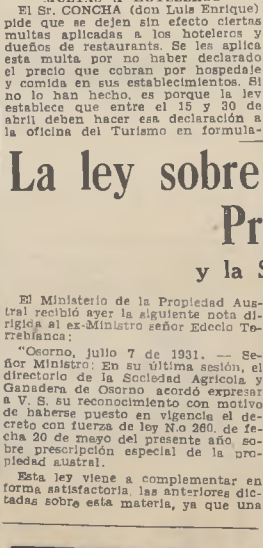 El Sr. CONCHA (don Luis Enrique)
pide que se dejen sin efecto ciertas
multas aplicadas a los hoteleros y
dueños de restaurants. Se les aplica
esta multa por no haber declarado
el precio que cobran por hospedaje
y comida en sus establecimientos. Si
no lo han hecho, es porque la ley
establece que entre el 15 y 30 de
abril deben hacer esa declaración a
la oficina del Turismo en formula-
La ley sobre
Pr
y la S
El Ministerio de la Propiedad Aus-
tral recibió ayer la siguiente nota di-
rigida al ex-Ministro señor Edecio To-
rreblanca:
"Osorno, julio 7 de 1931. — Se-
ñor Ministro: En su última sesión, el
directorio de la Sociedad Agrícola y
Ganadera de Osorno acordó expresar
a V. S. su reconocimiento con motivo
de haberse puesto en vigencia el de-
creto con fuerza de ley N.o 260, de fe-
cha 20 de mayo del presente año, so-
bre prescripción especial de la pro-
piedad austral.
Esta ley viene a complementar en
forma satisfactoria, las anteriores dic-
tadas sobre esta materia, ya que una